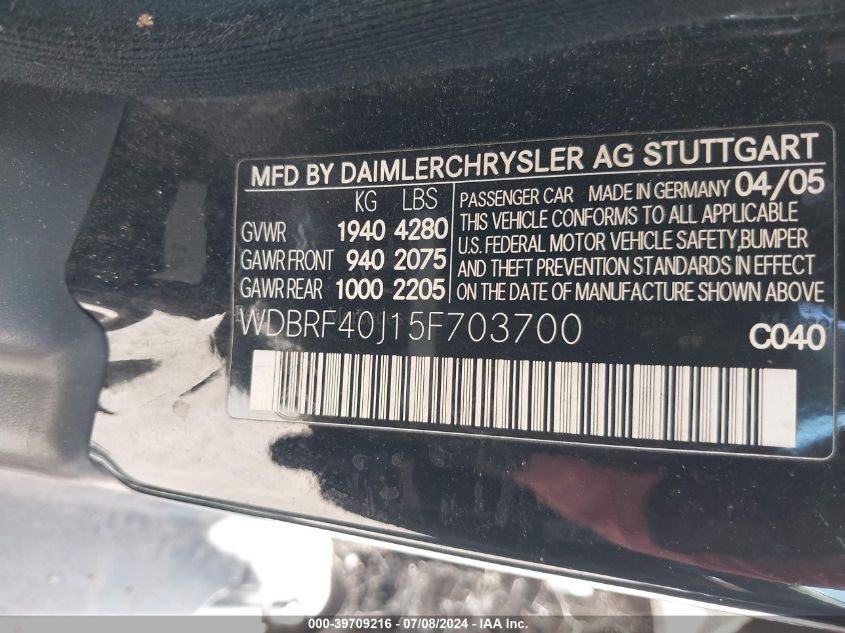 MFD BY DAIMLERCHRYSLER AG STUTTGART
KG LBS
GVWR 1940 4280
GAWR FRONT 940 2075
GAWR REAR 1000 2205
PASSENGER CAR MADE IN GERMANY 04/05
THIS VEHICLE CONFORMS TO ALL APPLICABLE
U.S. FEDERAL MOTOR VEHICLE SAFETY,BUMPER
AND THEFT PREVENTION STANDARDS IN EFFECT
ON THE DATE OF MANUFACTURE SHOWN ABOVE
WDBRF40J15F703700
C040
000-39709216 | 07/08/2024 - IAA Inc.